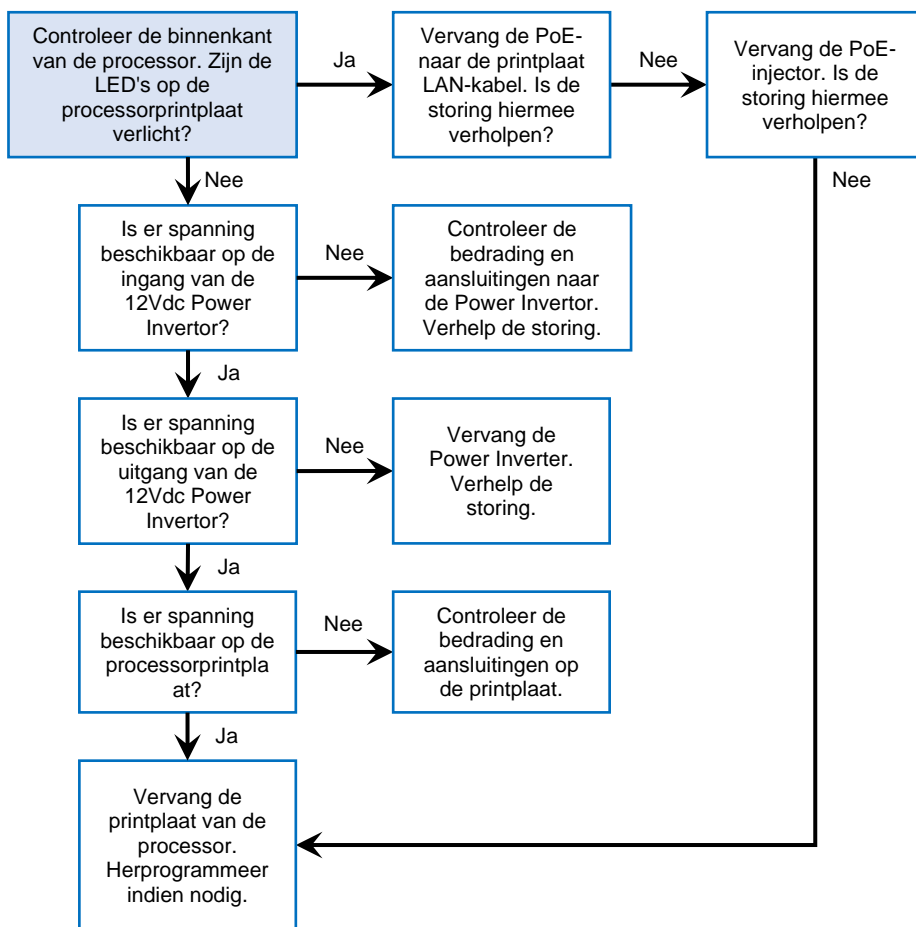 Controleer de binnenkant
van de processor. Zijn de
LED's op de
processorprintplaat
verlicht?
Ja
Vervang de PoE-
naar de printplaat
LAN-kabel. Is de
storing hiermee
verholpen?
Nee
Vervang de PoE-
injector. Is de
storing hiermee
verholpen?
Nee
Nee
Is er spanning
beschikbaar op de
ingang van de
12Vdc Power
Invertor?
Nee
Controleer de
bedrading en
aansluitingen naar
de Power Invertor.
Verhelp de storing.
Ja
Is er spanning
beschikbaar op de
uitgang van de
12Vdc Power
Invertor?
Nee
Vervang de
Power Inverter.
Verhelp de
storing.
Ja
Is er spanning
beschikbaar op de
processorprintpla
at?
Nee
Controleer de
bedrading en
aansluitingen op
de printplaat.
Ja
Vervang de
printplaat van de
processor.
Herprogrammeer
indien nodig.